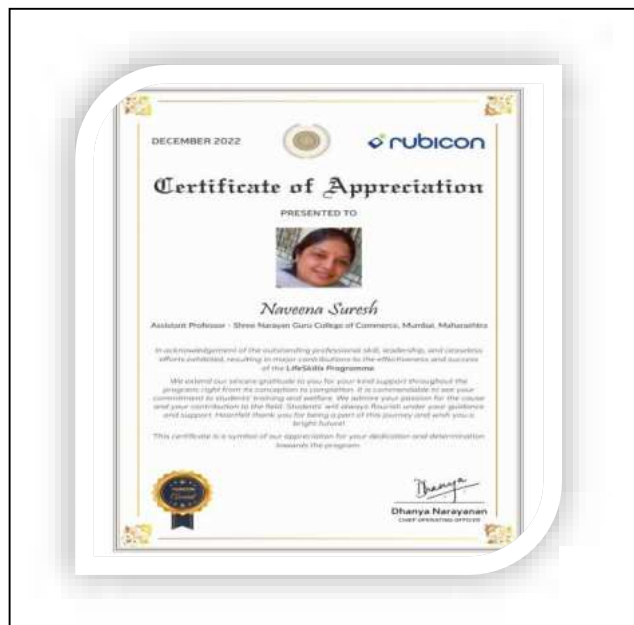 DECEMBER 2022
rubicon
Certificate of Appreciation
PRESENTED TO
Naveena Suresh
Assistant Professor - Shree Narayan Guru College of Commerce, Mumbai, Maharashtra
In acknowledgement of the outstanding professional skill, leadership, and ceaseless
efforts exhibited, resulting in major contributions to the effectiveness and success
of the LifeSkills Programme
We extend our sincere gratitude to you for your kind support throughout the
program; right from its conception to completion. It is commendable to see your
commitment to students' training and welfare. We admire your passion for the cause
and your contribution to the field. Students' will always flourish under your guidance
and support. Heartfelt thank you for being a part of this journey and wish you a
bright future!
This certificate is a symbol of our appreciation for your dedication and determination
towards the program.
Dhanya
Dhanya Narayanan
CHIEF OPERATING OFFICER